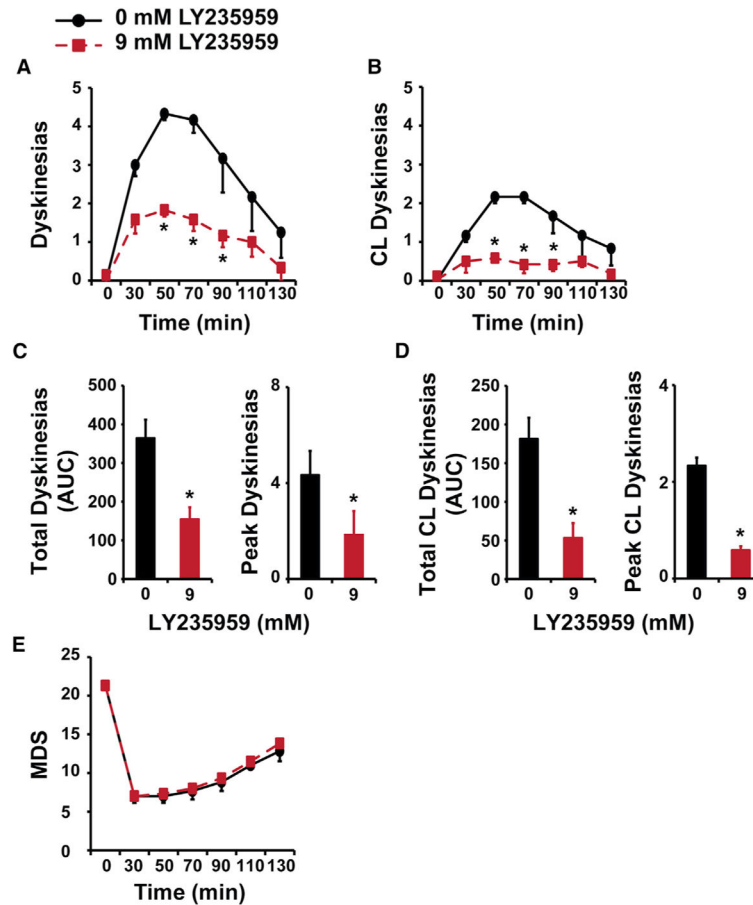 0 mM LY235959
9 mM LY235959
A
B
Dyskinesias
5
4
3
2
1
0
*
*
*
0 30 50 70 90 110 130
Time (min)
CL Dyskinesias
5
4
3
2
1
0
*
*
*
0 30 50 70 90 110 130
Time (min)
C
D
Total Dyskinesias
(AUC)
500
400
300
200
100
0
*
0 9
Peak Dyskinesias
8
4
0
*
0 9
LY235959 (mM)
Total CL Dyskinesias
(AUC)
250
200
150
100
50
0
*
0 9
Peak CL Dyskinesias
4
2
0
*
0 9
LY235959 (mM)
E
MDS
25
20
15
10
5
0
0 30 50 70 90 110 130
Time (min)